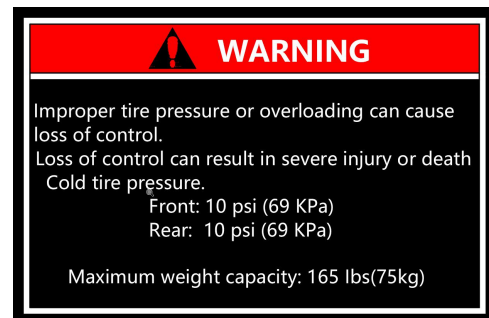 WARNING
Improper tire pressure or overloading can cause
loss of control.
Loss of control can result in severe injury or death
Cold tire pressure.
Front: 10 psi (69 KPa)
Rear: 10 psi (69 KPa)
Maximum weight capacity: 165 Ibs(75kg)